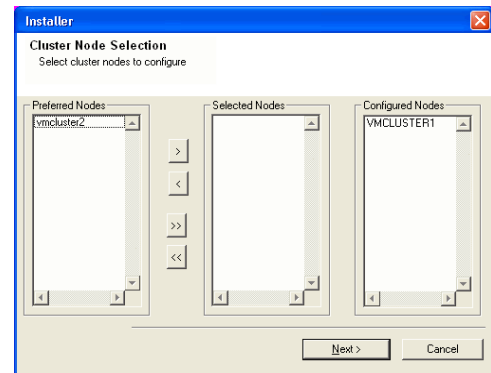 Installer
Cluster Node Selection
Select cluster nodes to configure
Preferred Nodes
vmcluster2
>
<
>>
<<
Selected Nodes
Configured Nodes
VMCLUSTER1
Next >
Cancel